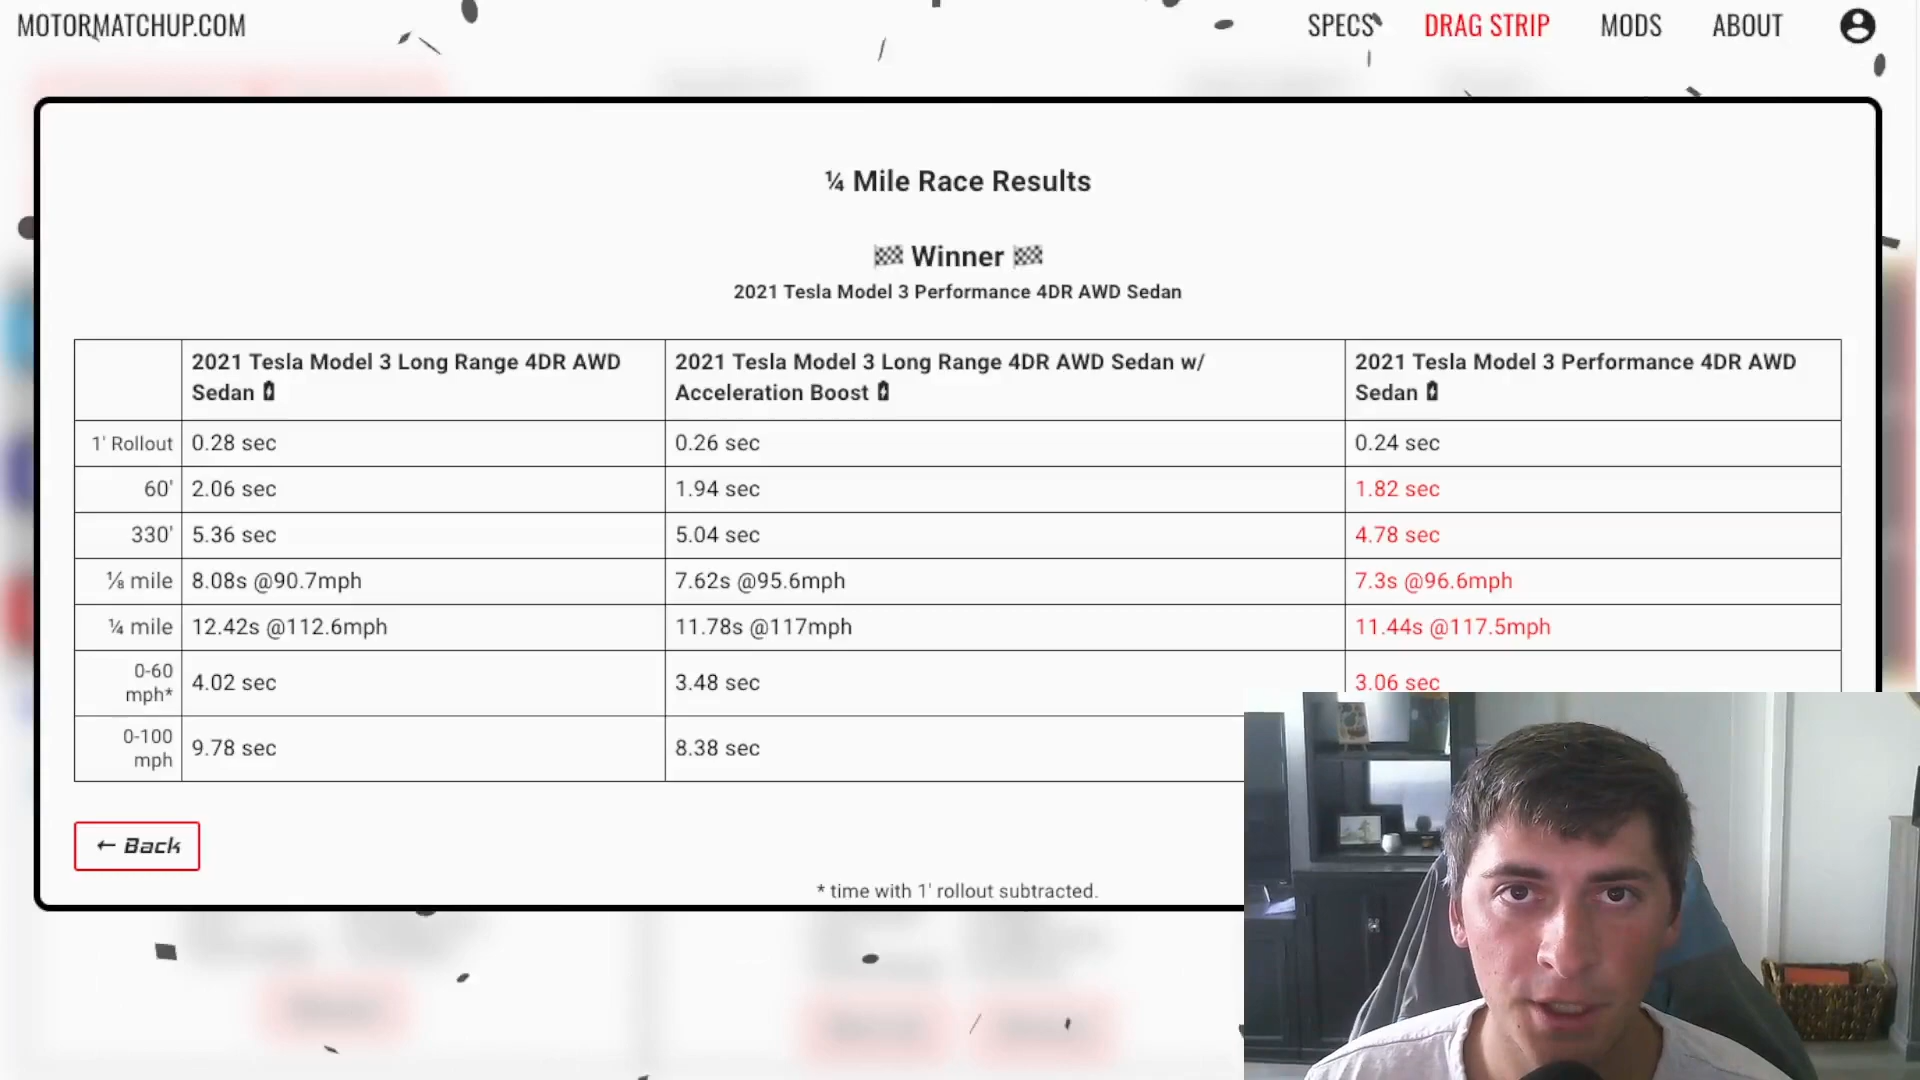 MOTORMATCHUP.COM
SPECS DRAG STRIP MODS ABOUT
¼ Mile Race Results
Winner
2021 Tesla Model 3 Performance 4DR AWD Sedan
2021 Tesla Model 3 Long Range 4DR AWD Sedan
2021 Tesla Model 3 Long Range 4DR AWD Sedan w/ Acceleration Boost
2021 Tesla Model 3 Performance 4DR AWD Sedan
1' Rollout 0.28 sec 0.26 sec 0.24 sec
60' 2.06 sec 1.94 sec 1.82 sec
330' 5.36 sec 5.04 sec 4.78 sec
⅛ mile 8.08s @90.7mph 7.62s @95.6mph 7.3s @96.6mph
¼ mile 12.42s @112.6mph 11.78s @117mph 11.44s @117.5mph
0-60 mph* 4.02 sec 3.48 sec 3.06 sec
0-100 mph 9.78 sec 8.38 sec
← Back
* time with 1' rollout subtracted.